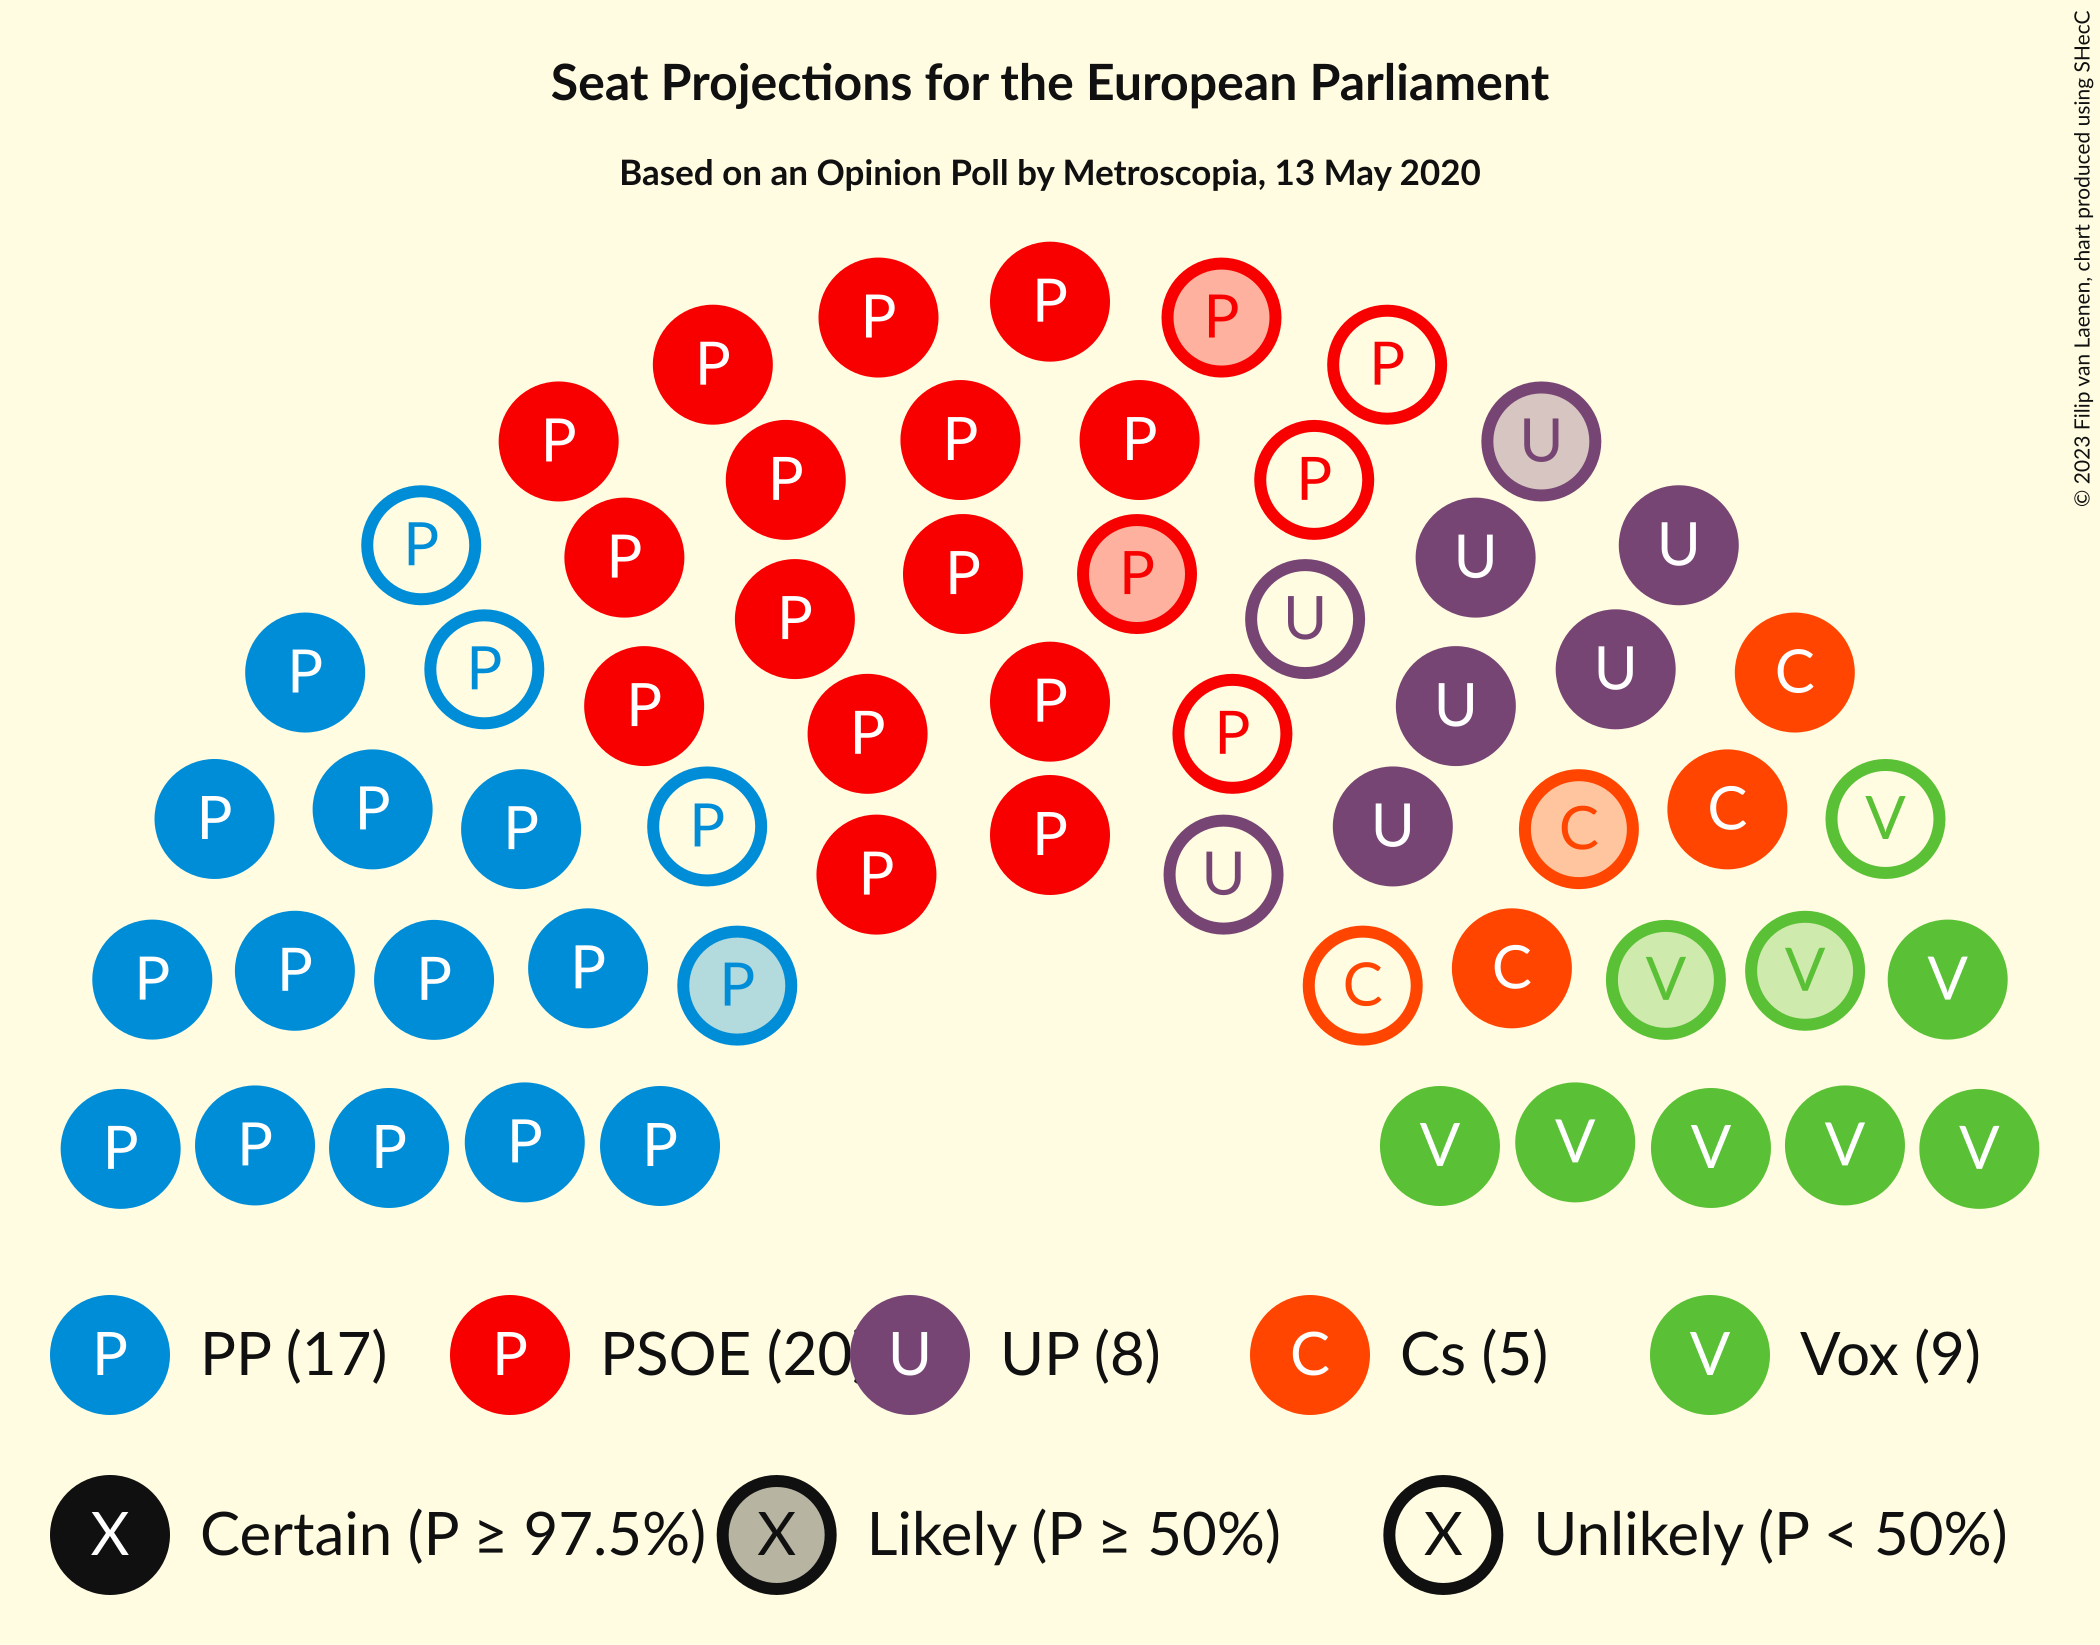 Seat Projections for the European Parliament
Based on an Opinion Poll by Metroscopia, 13 May 2020
© 2023 Filip van Laenen, chart produced using SHecC
P P P
P P
P P P U
P P
P P P P U U
P U
P P P P U U C
P P
P P P P P U C C V
P U
P P P P P C C V V V
P P P P P V V V V V
P PP (17) P PSOE (20) U UP (8) C Cs (5) V Vox (9)
X Certain (P ≥ 97.5%) X Likely (P ≥ 50%) X Unlikely (P < 50%)